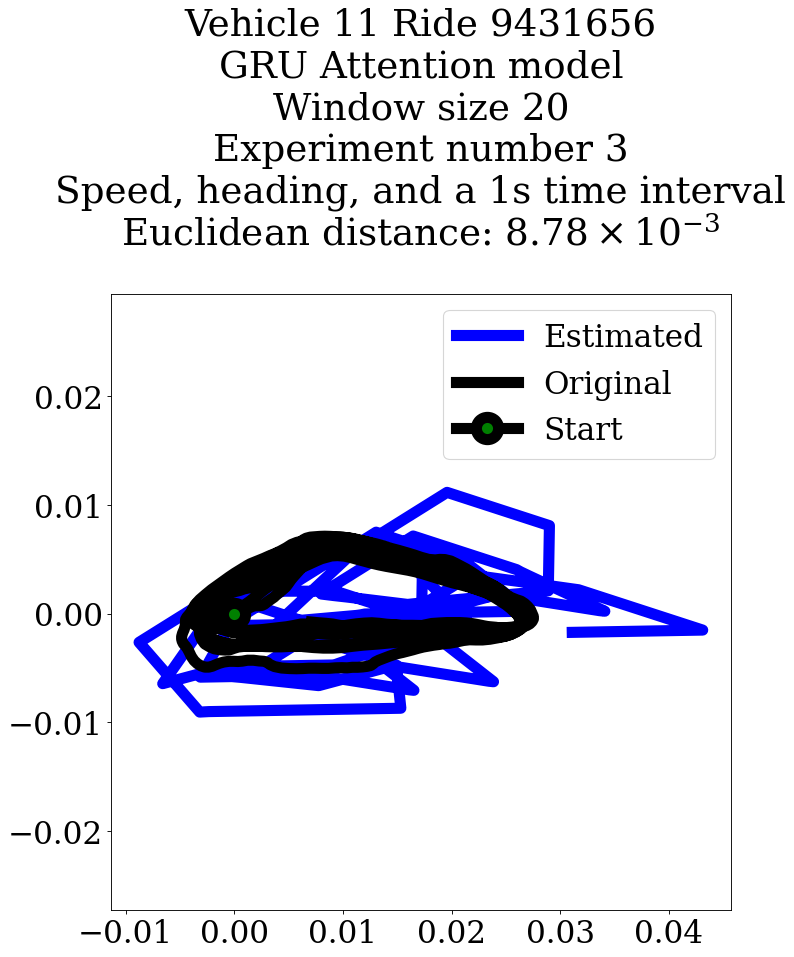 Vehicle 11 Ride 9431656
GRU Attention model
Window size 20
Experiment number 3
Speed, heading, and a 1s time interval
Euclidean distance: 8.78 × 10⁻³
Estimated
Original
Start
0.02
0.01
0.00
−0.01
−0.02
−0.01 0.00 0.01 0.02 0.03 0.04